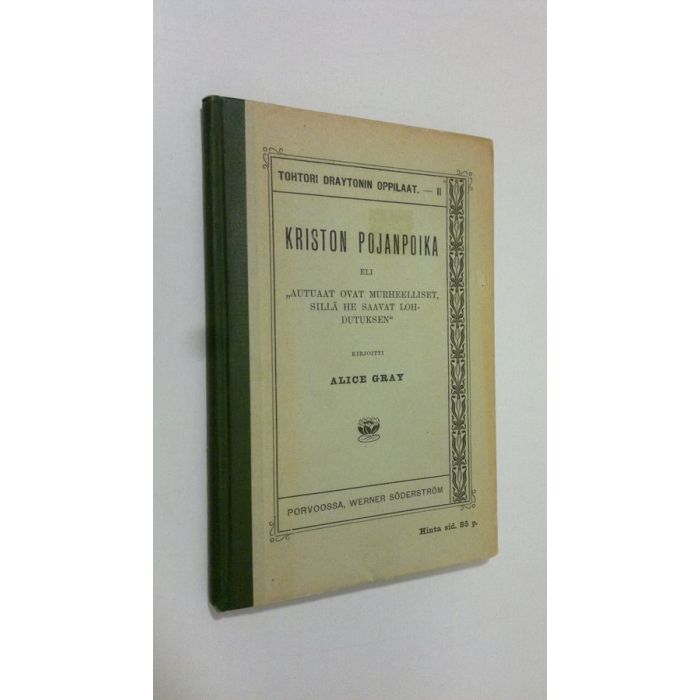 TOHTORI DRAYTONIN OPPILAAT. — II
KRISTON POJANPOIKA
ELI
„AUTUAAT OVAT MURHEELLISET,
SILLÄ HE SAAVAT LOH-
DUTUKSEN“
KIRJOITTI
ALICE GRAY
PORVOOSSA, WERNER SÖDERSTRÖM
Hinta sid. 85 p.